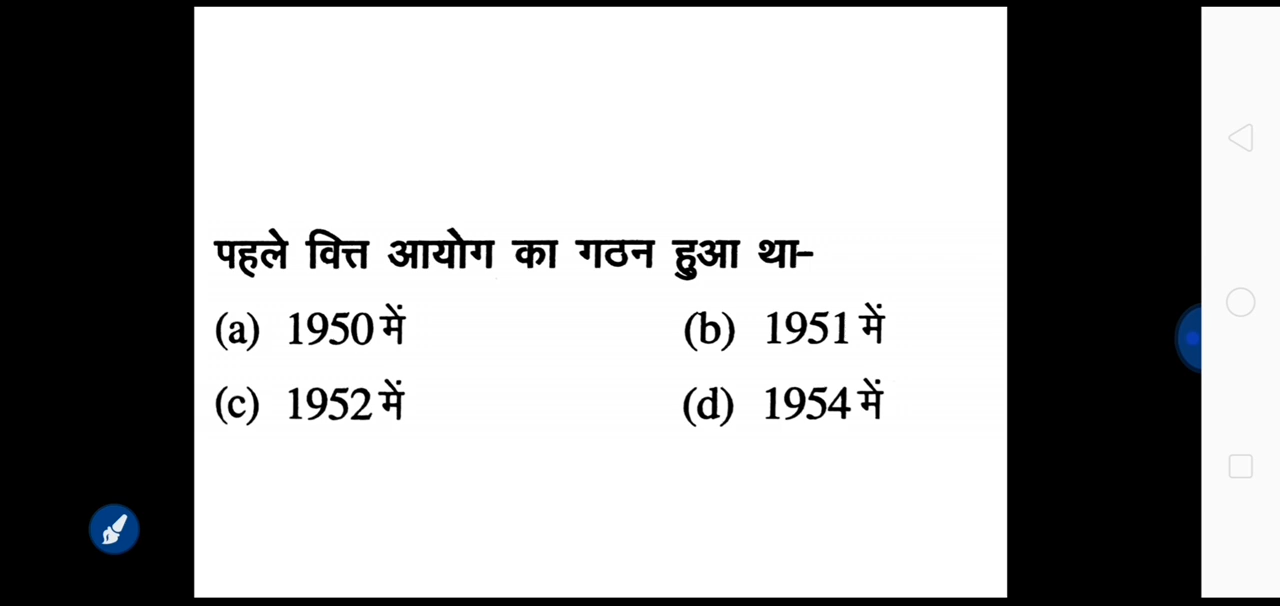 पहले वित्त आयोग का गठन हुआ था–
(a) 1950 में (b) 1951 में
(c) 1952 में (d) 1954 में